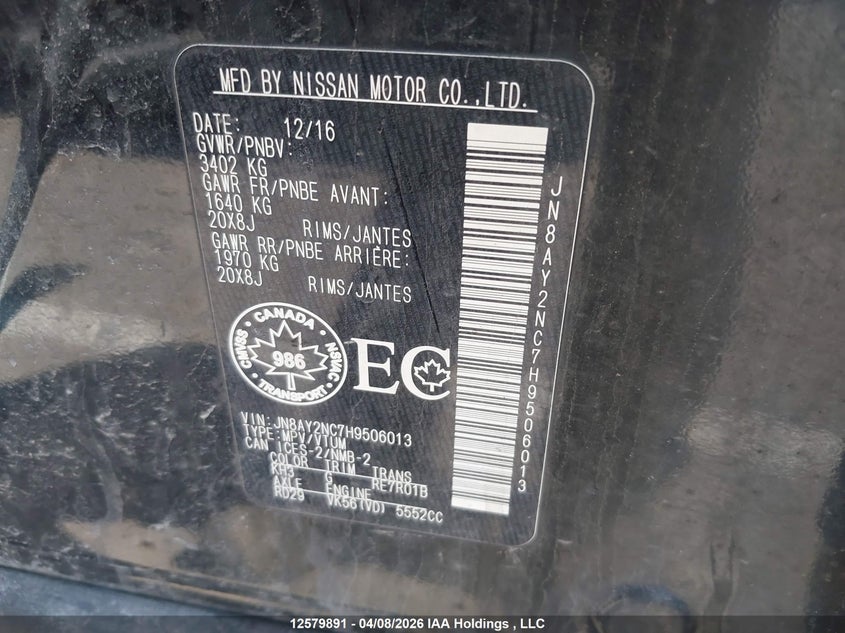 MFD BY NISSAN MOTOR CO.,LTD.
DATE: 12/16
GVWR/PNBV:
3402 KG
GAWR FR/PNBE AVANT:
1640 KG
20X8J RIMS/JANTES
GAWR RR/PNBE ARRIÈRE:
1970 KG
20X8J RIMS/JANTES
CANADA
CMVSS 986 NSVAC
TRANSPORT
EC
VIN: JN8AY2NC7H9506013
TYPE:MPV/VTUM
CAN ICES-2/NMB-2
COLOR TRIM TRANS
KH3 G RE7R01B
AXLE ENGINE
RD29 VK56(VD) 5552CC
JN8AY2NC7H9506013
12579891 - 04/08/2026 IAA Holdings , LLC